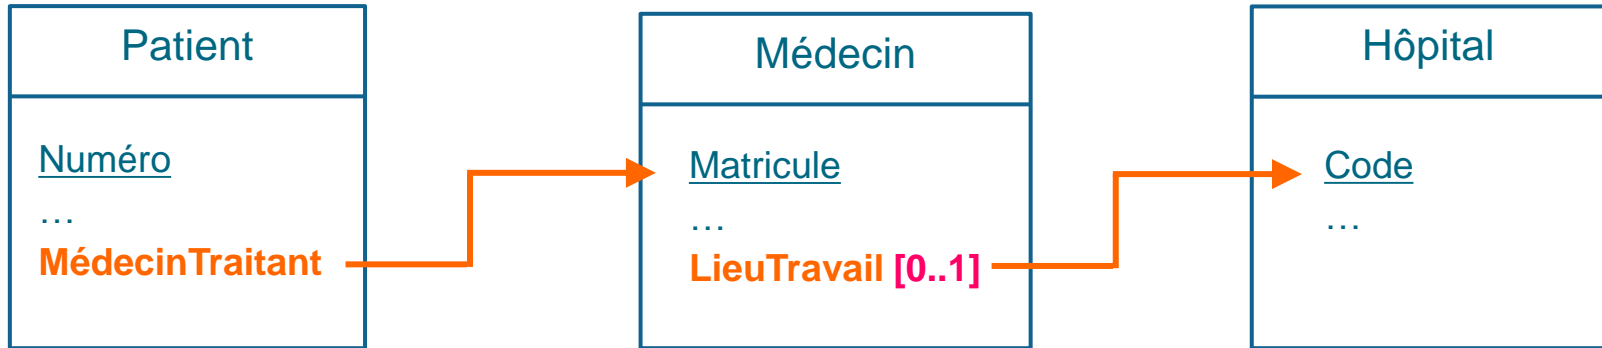 Patient
Numéro
…
MédecinTraitant
Médecin
Matricule
…
LieuTravail [0..1]
Hôpital
Code
…